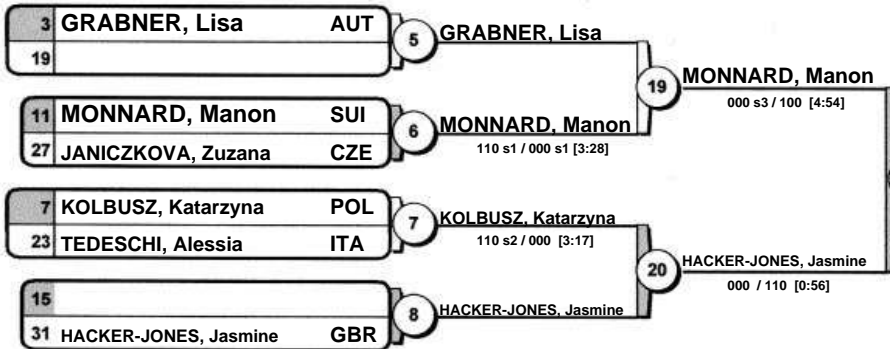 3 GRABNER, Lisa AUT
19
5
GRABNER, Lisa
11 MONNARD, Manon SUI
27 JANICZKOVA, Zuzana CZE
6
MONNARD, Manon
110 s1 / 000 s1 [3:28]
19
MONNARD, Manon
000 s3 / 100 [4:54]
7 KOLBUSZ, Katarzyna POL
23 TEDESCHI, Alessia ITA
7
KOLBUSZ, Katarzyna
110 s2 / 000 [3:17]
15
31 HACKER-JONES, Jasmine GBR
8
HACKER-JONES, Jasmine
20
HACKER-JONES, Jasmine
000 / 110 [0:56]